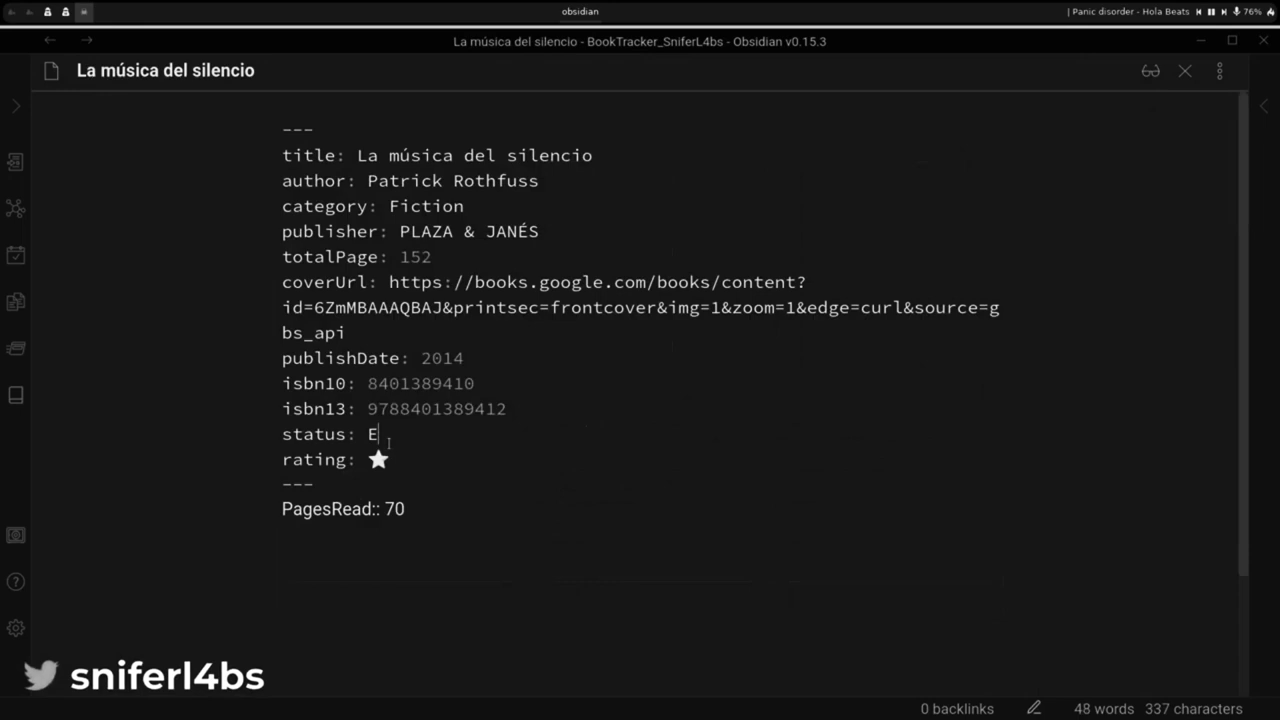 obsidian
| Panic disorder - Hola Beats
76%
La música del silencio - BookTracker_SniferL4bs - Obsidian v0.15.3
La música del silencio
---
title: La música del silencio
author: Patrick Rothfuss
category: Fiction
publisher: PLAZA & JANÉS
totalPage: 152
coverUrl: https://books.google.com/books/content?
id=6ZmMBAAAQBAJ&printsec=frontcover&img=1&zoom=1&edge=curl&source=g
bs_api
publishDate: 2014
isbn10: 8401389410
isbn13: 9788401389412
status: E
rating: ⭐
---
PagesRead:: 70
sniferl4bs
0 backlinks
48 words
337 characters